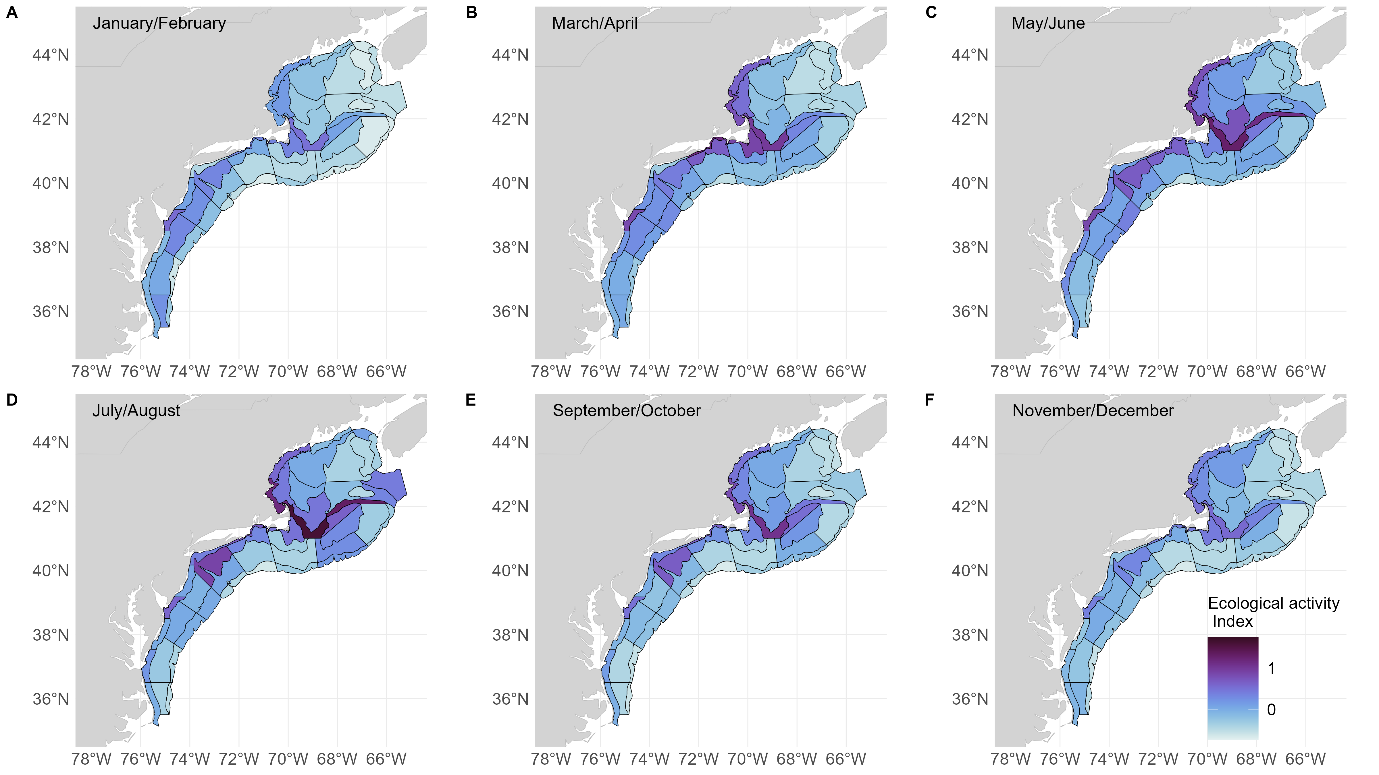 A
January/February
44°N
42°N
40°N
38°N
36°N
78°W 76°W 74°W 72°W 70°W 68°W 66°W
B
March/April
44°N
42°N
40°N
38°N
36°N
78°W 76°W 74°W 72°W 70°W 68°W 66°W
C
May/June
44°N
42°N
40°N
38°N
36°N
78°W 76°W 74°W 72°W 70°W 68°W 66°W
D
July/August
44°N
42°N
40°N
38°N
36°N
78°W 76°W 74°W 72°W 70°W 68°W 66°W
E
September/October
44°N
42°N
40°N
38°N
36°N
78°W 76°W 74°W 72°W 70°W 68°W 66°W
F
November/December
44°N
42°N
40°N
38°N
36°N
78°W 76°W 74°W 72°W 70°W 68°W 66°W
Ecological activity
Index
1
0